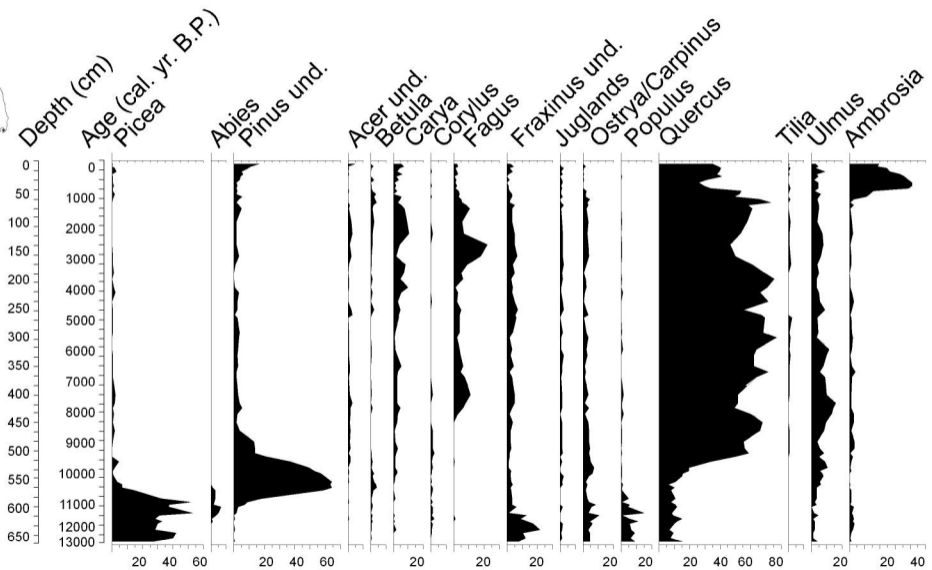 Depth (cm)
Age (cal. yr. B.P.)
Picea
Abies
Pinus und.
Acer und.
Betula
Carya
Corylus
Fagus
Fraxinus und.
Juglands
Ostrya/Carpinus
Populus
Quercus
Tilia
Ulmus
Ambrosia
0
50
100
150
200
250
300
350
400
450
500
550
600
650
0
1000
2000
3000
4000
5000
6000
7000
8000
9000
10000
11000
12000
13000
20 40 60 20 40 60 20 20 20 20 20 40 60 80 20 20 40